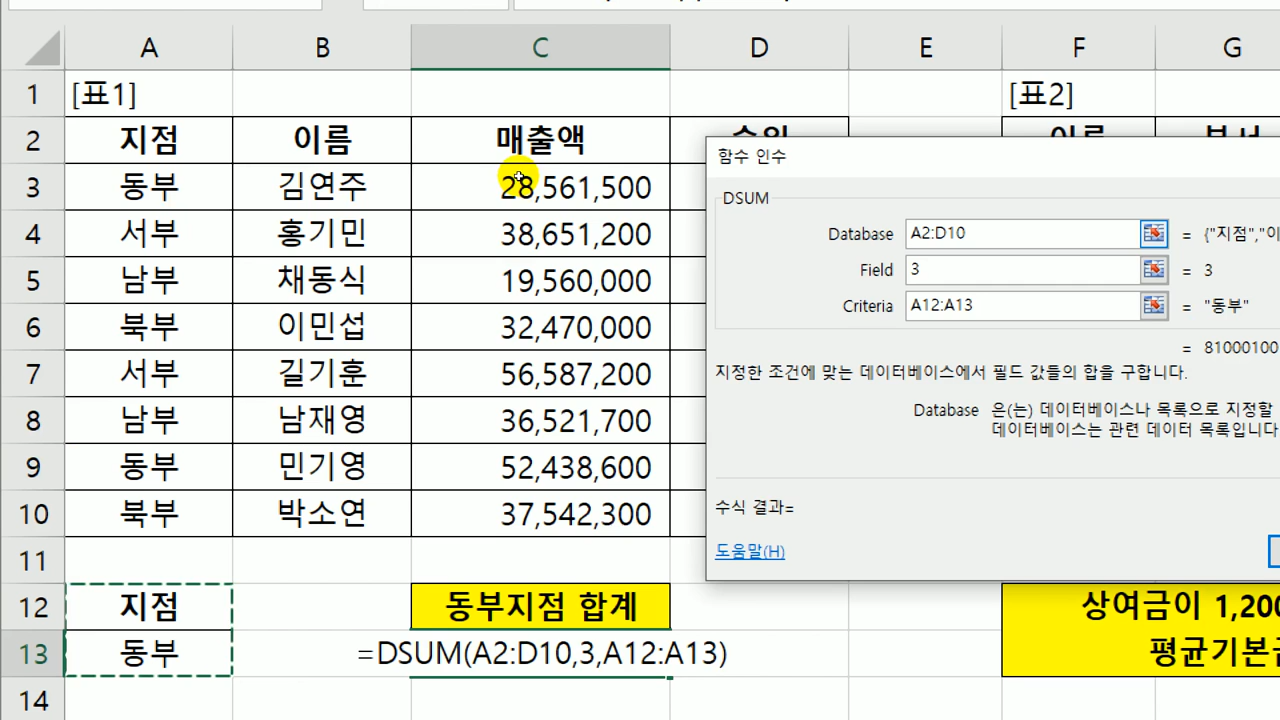 A B C D E F G
1 [표1] [표2]
2 지점 이름 매출액 순위 이름 부서
3 동부 김연주 28,561,500
4 서부 홍기민 38,651,200
5 남부 채동식 19,560,000
6 북부 이민섭 32,470,000
7 서부 길기훈 56,587,200
8 남부 남재영 36,521,700
9 동부 민기영 52,438,600
10 북부 박소연 37,542,300
11
12 지점 동부지점 합계 상여금이 1,200
13 동부 =DSUM(A2:D10,3,A12:A13) 평균기본급
14
함수 인수
DSUM
Database A2:D10 = {"지점","이
Field 3 = 3
Criteria A12:A13 = "동부"
= 81000100
지정한 조건에 맞는 데이터베이스에서 필드 값들의 합을 구합니다.
Database 은(는) 데이터베이스나 목록으로 지정할
데이터베이스는 관련 데이터 목록입니다
수식 결과=
도움말(H)